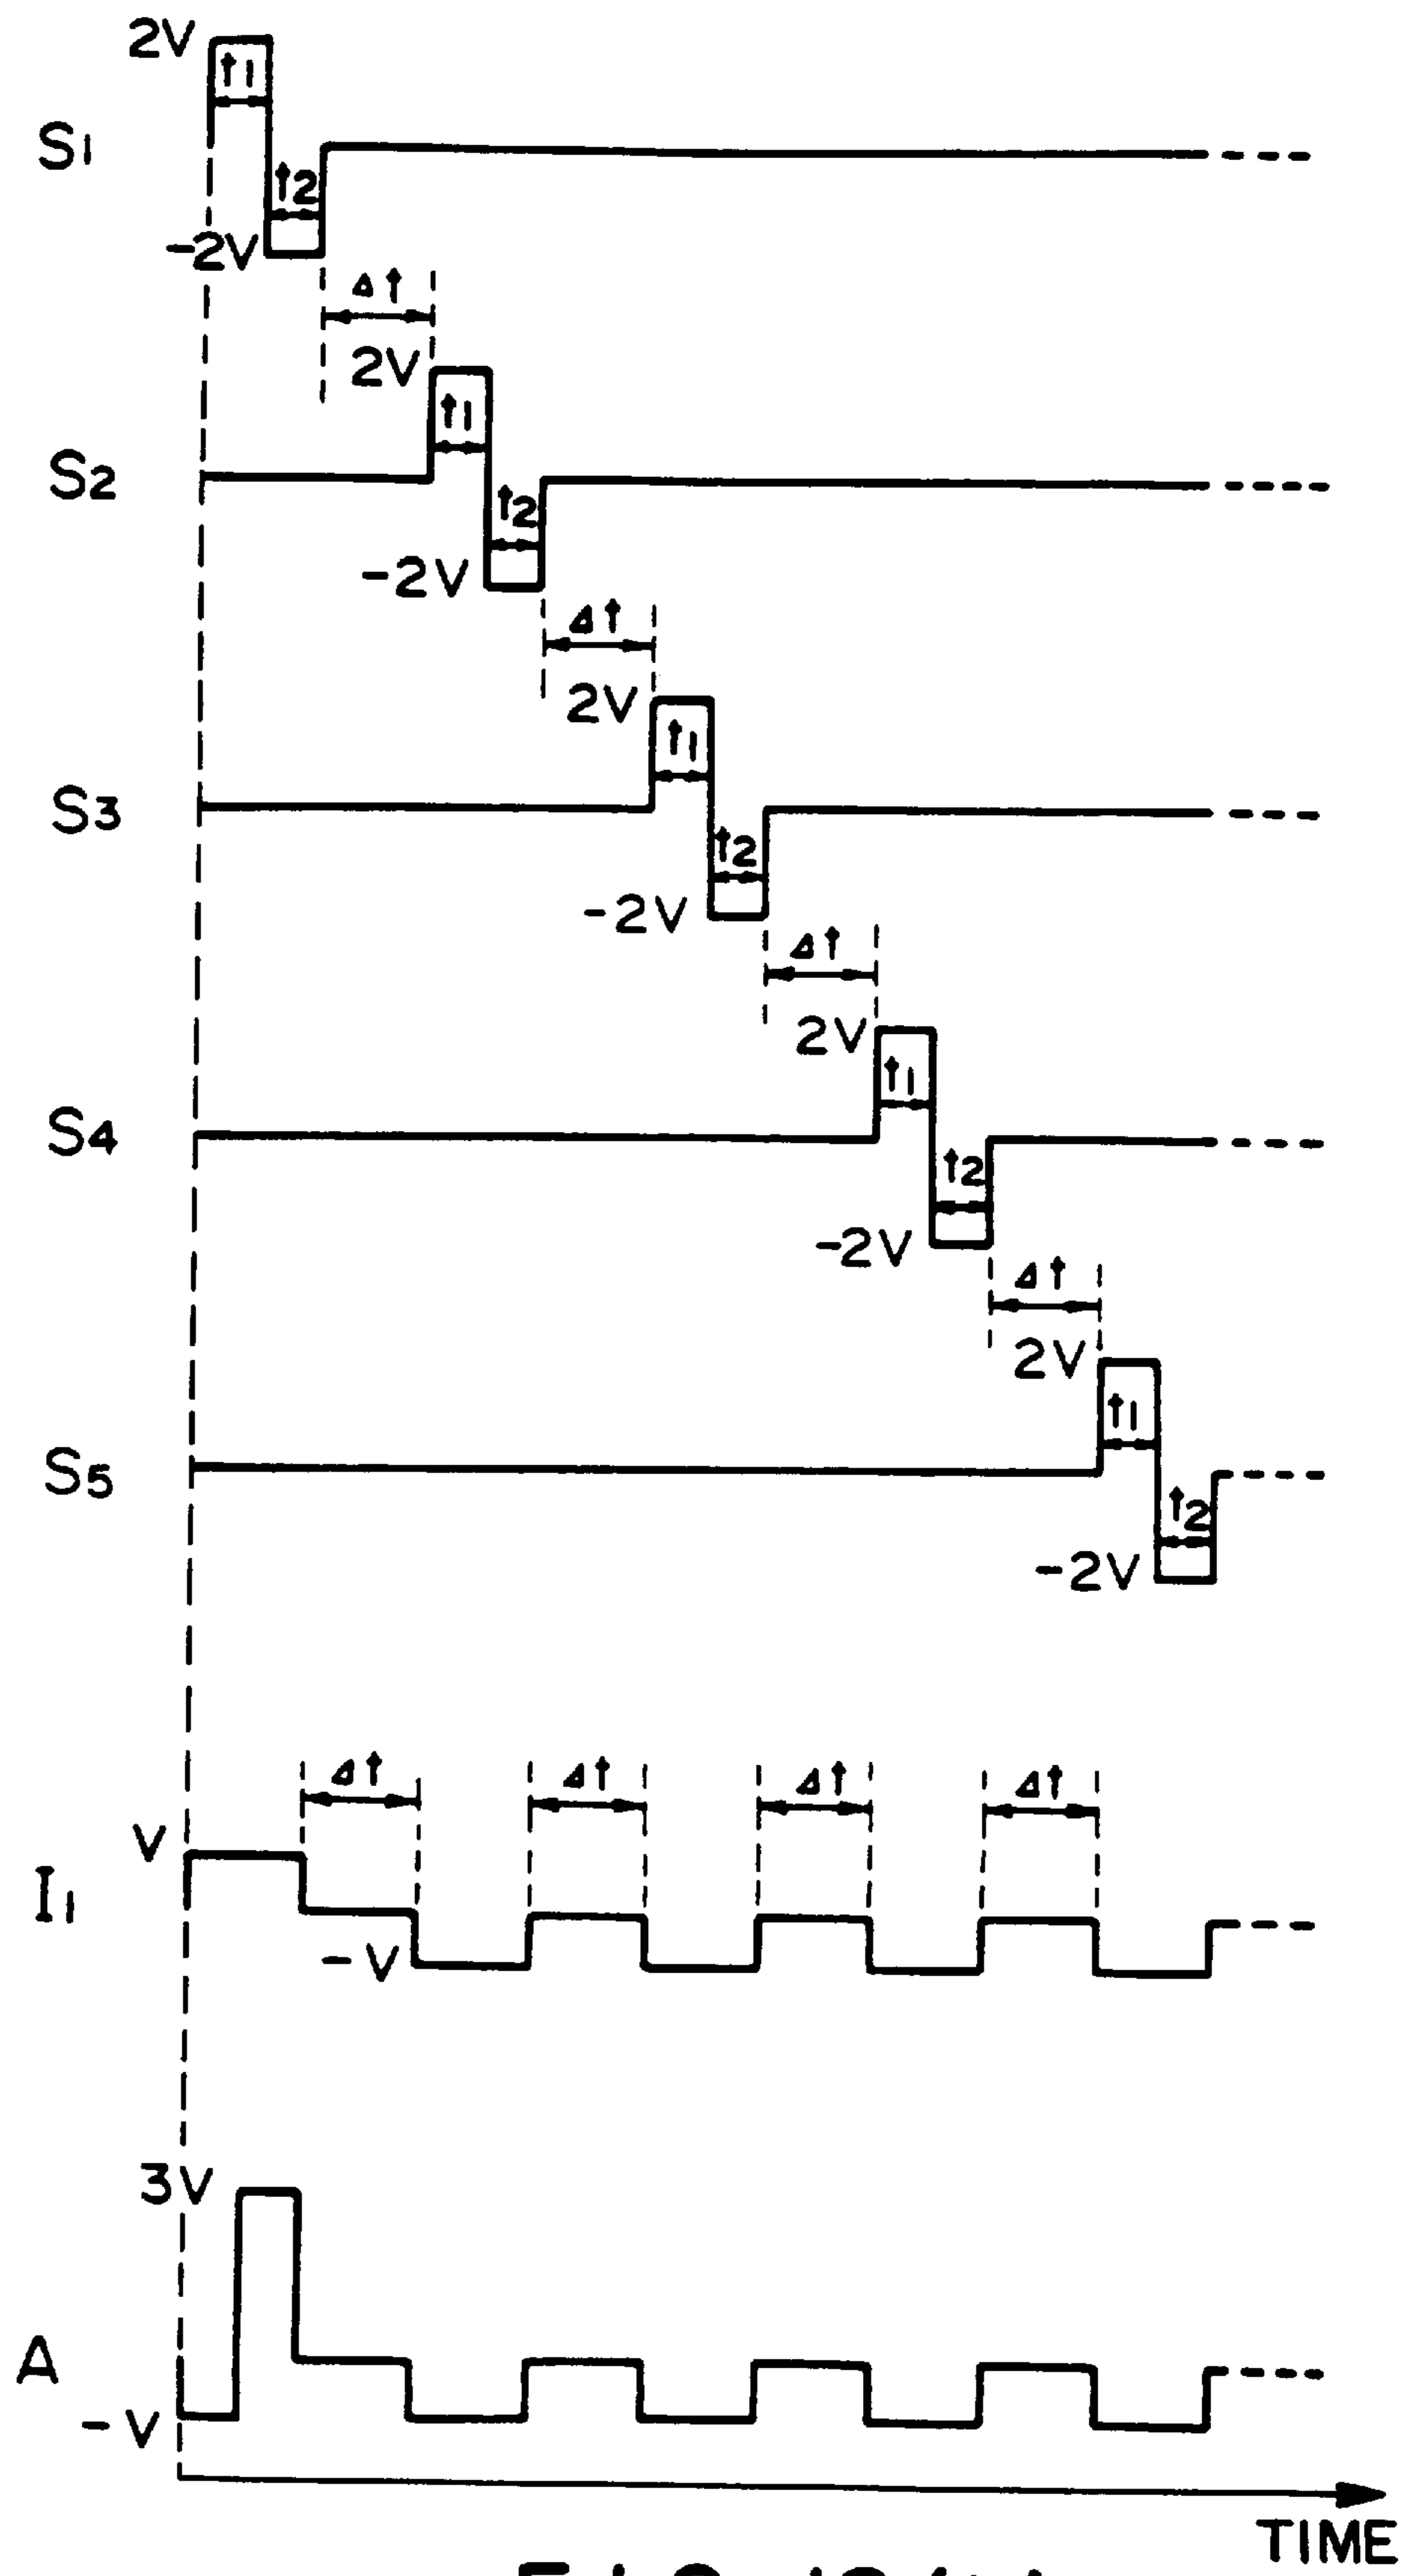 2V
t1
S1
t2
-2V
Δt
2V
t1
S2
t2
-2V
Δt
2V
t1
S3
t2
-2V
Δt
2V
t1
S4
t2
-2V
Δt
2V
t1
S5
t2
-2V
Δt Δt Δt Δt
V
I1
-V
3V
A
-V
TIME